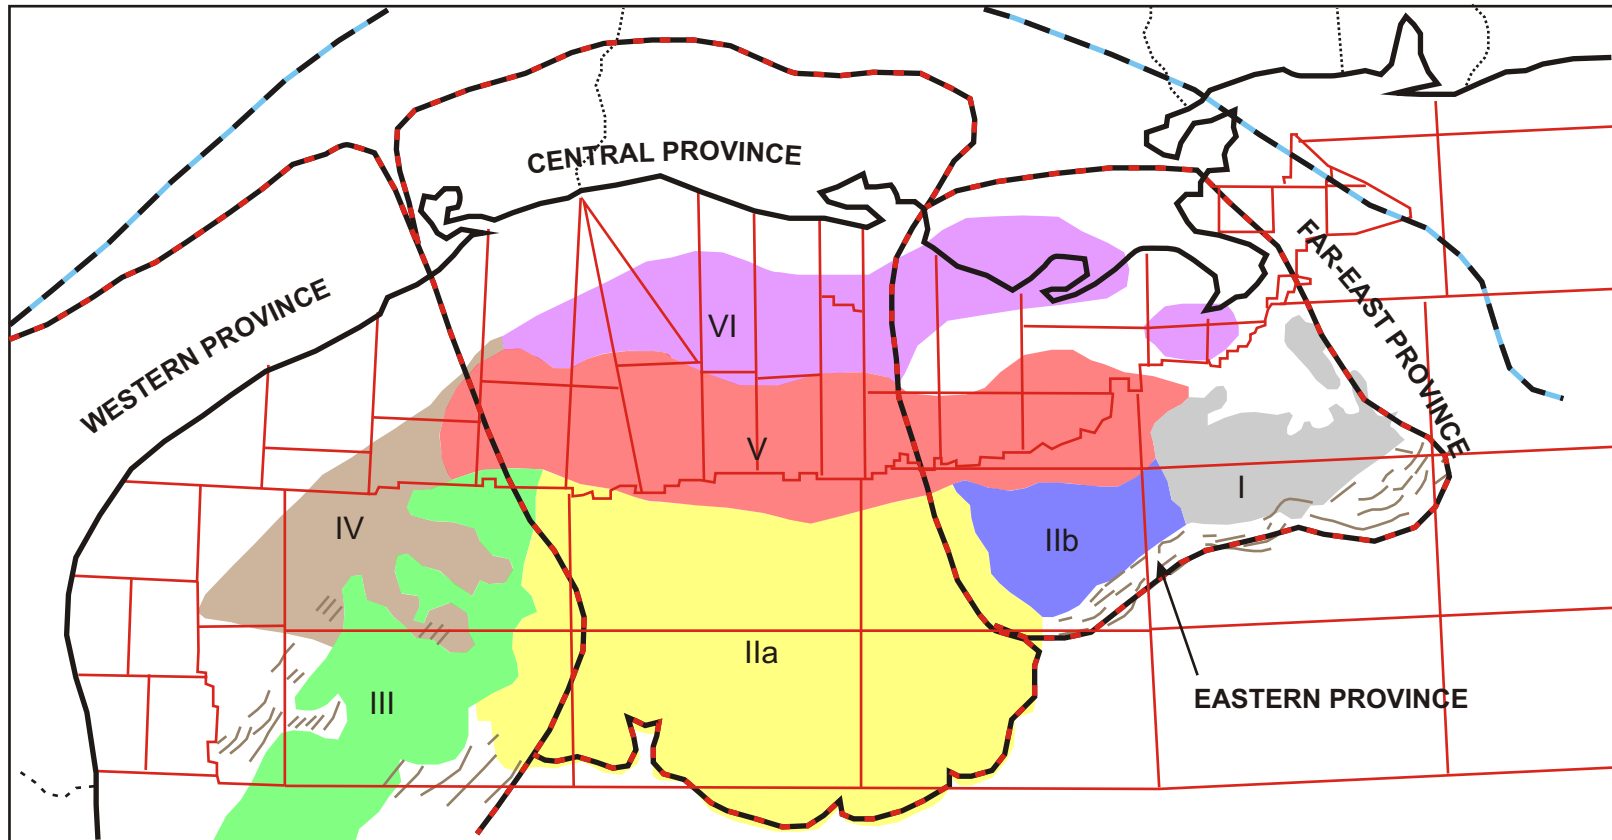 CENTRAL PROVINCE
WESTERN PROVINCE
FAR-EAST PROVINCE
VI
V
I
IV
IIb
IIa
III
EASTERN PROVINCE